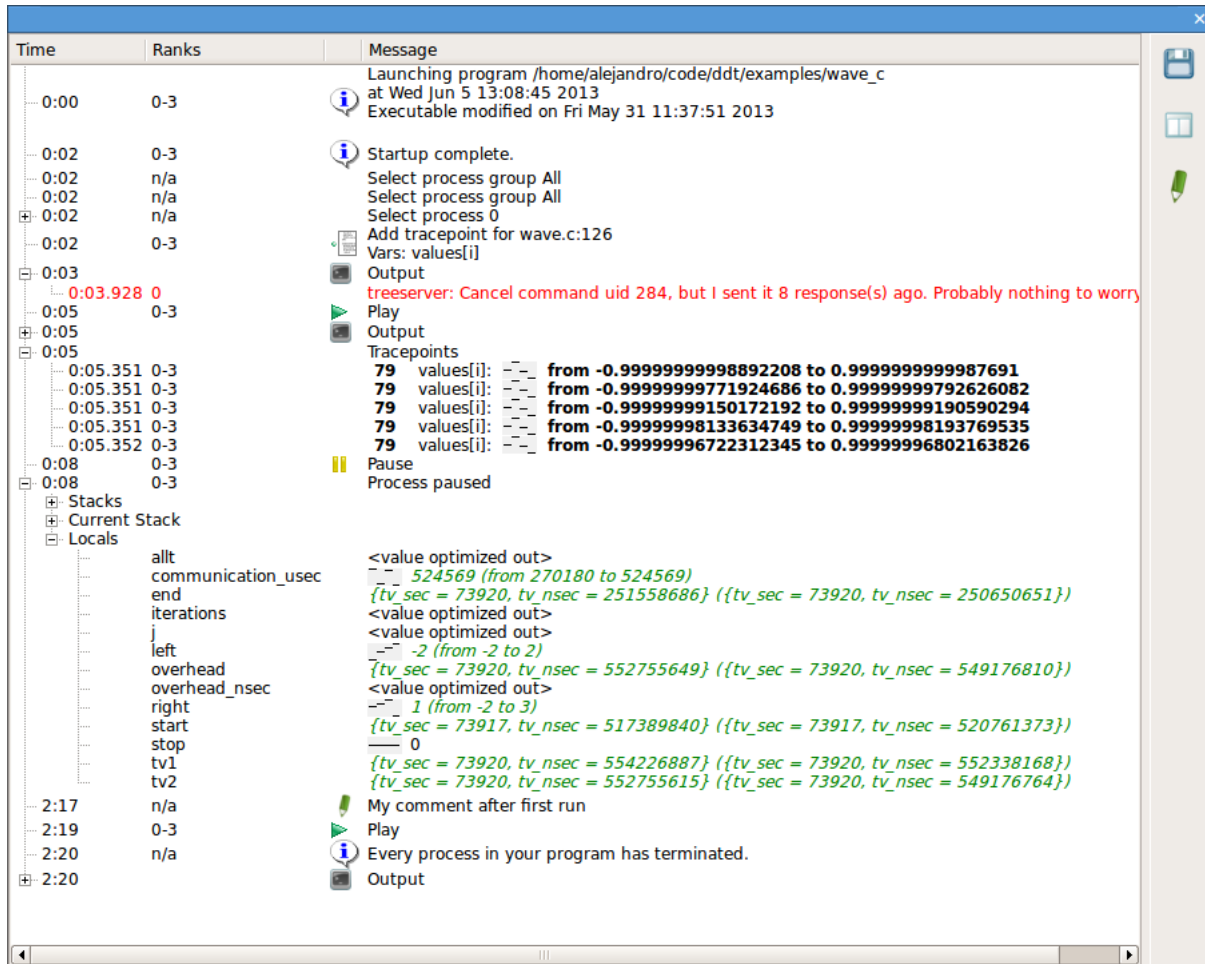 Time Ranks Message
Launching program /home/alejandro/code/ddt/examples/wave_c
0:00 0-3 at Wed Jun 5 13:08:45 2013
Executable modified on Fri May 31 11:37:51 2013
0:02 0-3 Startup complete.
0:02 n/a Select process group All
0:02 n/a Select process group All
0:02 n/a Select process 0
0:02 0-3 Add tracepoint for wave.c:126
Vars: values[i]
0:03 Output
0:03.928 0 treeserver: Cancel command uid 284, but I sent it 8 response(s) ago. Probably nothing to worry
0:05 0-3 Play
0:05 Output
0:05 Tracepoints
0:05.351 0-3 79 values[i]: from -0.99999999998892208 to 0.9999999999987691
0:05.351 0-3 79 values[i]: from -0.99999999771924686 to 0.99999999792626082
0:05.351 0-3 79 values[i]: from -0.99999999150172192 to 0.99999999190590294
0:05.351 0-3 79 values[i]: from -0.99999998133634749 to 0.99999998193769535
0:05.352 0-3 79 values[i]: from -0.99999996722312345 to 0.99999996802163826
0:08 0-3 Pause
0:08 0-3 Process paused
Stacks
Current Stack
Locals
allt <value optimized out>
communication_usec 524569 (from 270180 to 524569)
end {tv_sec = 73920, tv_nsec = 251558686} ({tv_sec = 73920, tv_nsec = 250650651})
iterations <value optimized out>
j <value optimized out>
left -2 (from -2 to 2)
overhead {tv_sec = 73920, tv_nsec = 552755649} ({tv_sec = 73920, tv_nsec = 549176810})
overhead_nsec <value optimized out>
right 1 (from -2 to 3)
start {tv_sec = 73917, tv_nsec = 517389840} ({tv_sec = 73917, tv_nsec = 520761373})
stop 0
tv1 {tv_sec = 73920, tv_nsec = 554226887} ({tv_sec = 73920, tv_nsec = 552338168})
tv2 {tv_sec = 73920, tv_nsec = 552755615} ({tv_sec = 73920, tv_nsec = 549176764})
2:17 n/a My comment after first run
2:19 0-3 Play
2:20 n/a Every process in your program has terminated.
2:20 Output